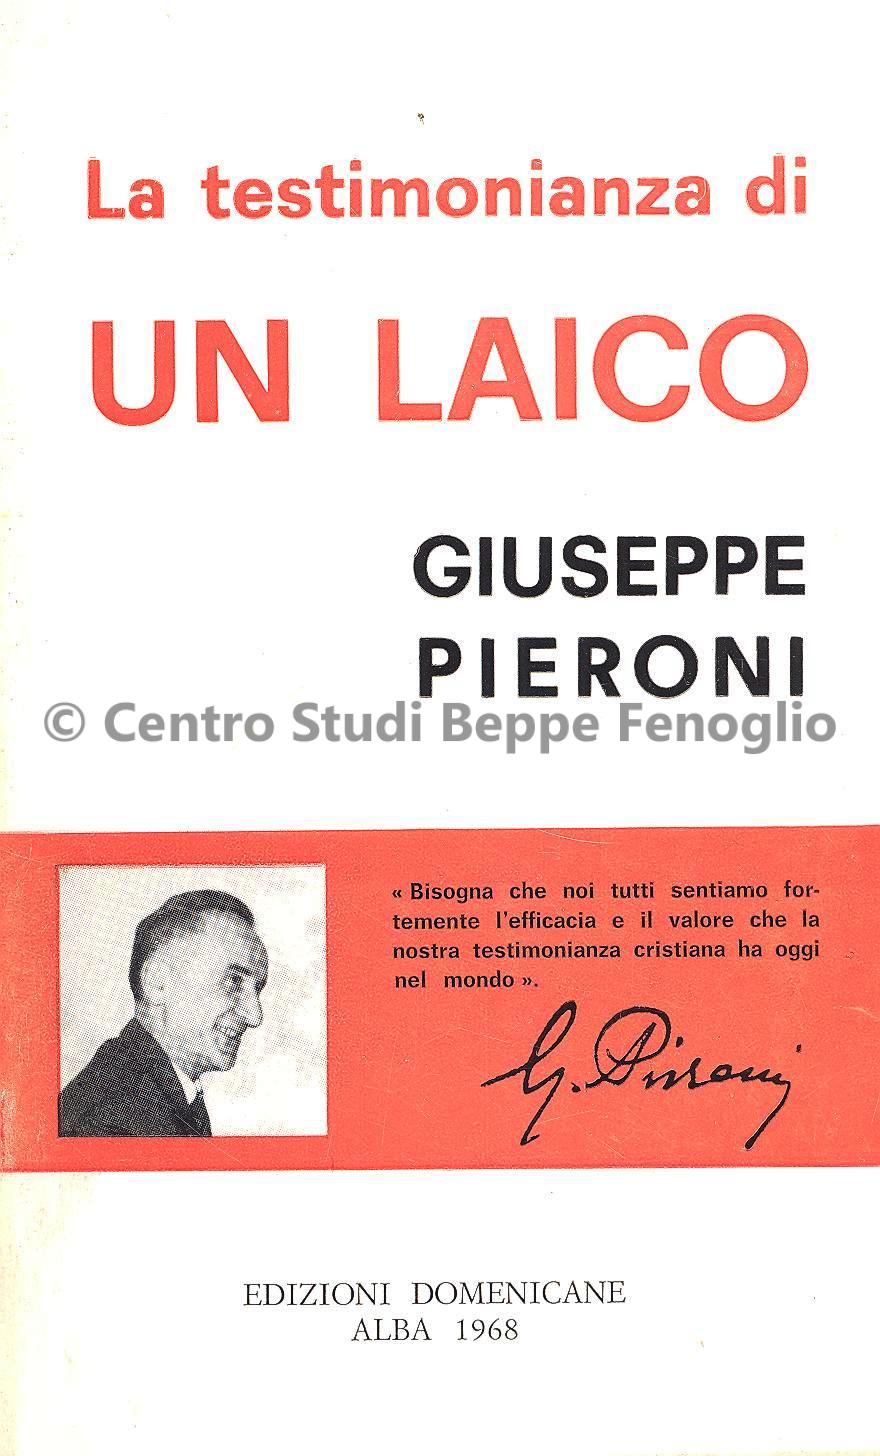 La testimonianza di
UN LAICO
GIUSEPPE
PIERONI
© Centro Studi Beppe Fenoglio
« Bisogna che noi tutti sentiamo for-
temente l'efficacia e il valore che la
nostra testimonianza cristiana ha oggi
nel mondo ».
G. Pieroni
EDIZIONI DOMENICANE
ALBA 1968